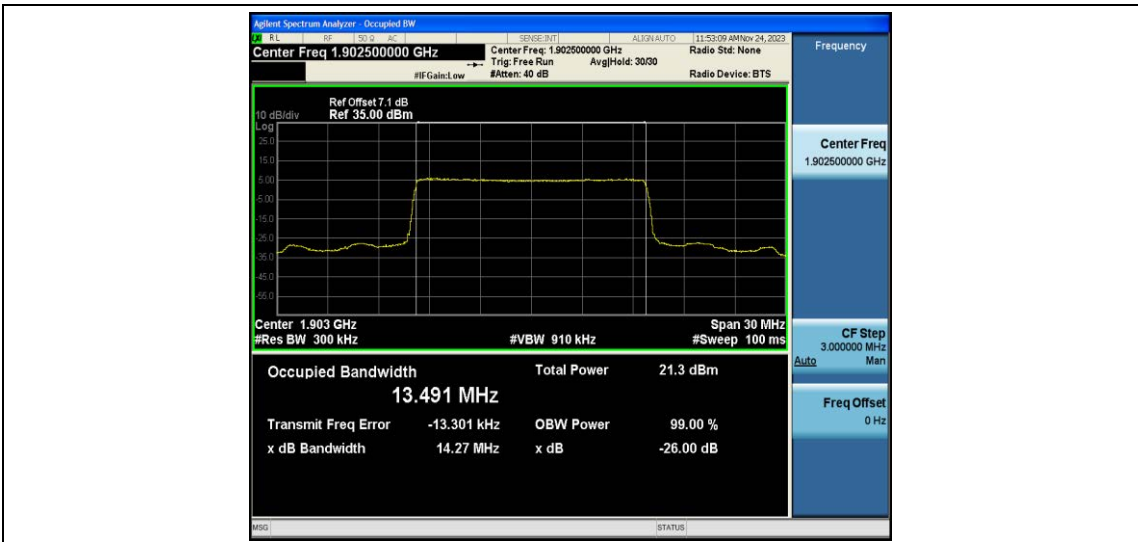 Agilent Spectrum Analyzer - Occupied BW
RL RF 50 Ω AC SENSE:INT ALIGN AUTO 11:53:09 AM Nov 24, 2023
Center Freq 1.902500000 GHz
Center Freq: 1.902500000 GHz
Radio Std: None
Trig: Free Run Avg|Hold: 30/30
#IFGain:Low
#Atten: 40 dB
Radio Device: BTS
Ref Offset 7.1 dB
10 dB/div Ref 35.00 dBm
Log
25.0
15.0
5.00
-5.00
-15.0
-25.0
-35.0
-45.0
-55.0
Center 1.903 GHz
Span 30 MHz
#Res BW 300 kHz
#VBW 910 kHz
#Sweep 100 ms
Occupied Bandwidth
Total Power 21.3 dBm
13.491 MHz
Transmit Freq Error -13.301 kHz
OBW Power 99.00 %
x dB Bandwidth 14.27 MHz
x dB -26.00 dB
MSG
STATUS
Frequency
Center Freq
1.902500000 GHz
CF Step
3.000000 MHz
Auto Man
Freq Offset
0 Hz